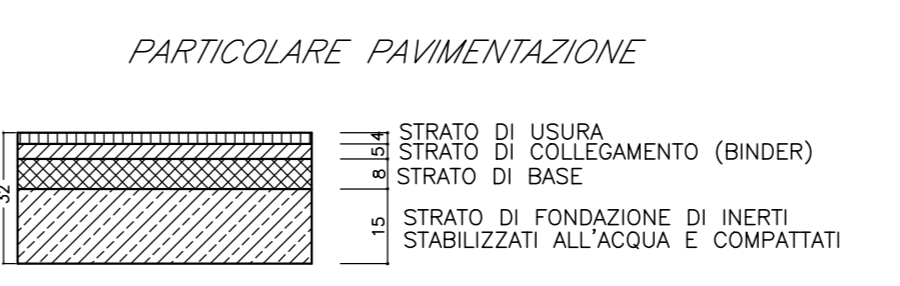 PARTICOLARE PAVIMENTAZIONE
4 STRATO DI USURA
5 STRATO DI COLLEGAMENTO (BINDER)
8 STRATO DI BASE
32
15 STRATO DI FONDAZIONE DI INERTI
STABILIZZATI ALL'ACQUA E COMPATTATI